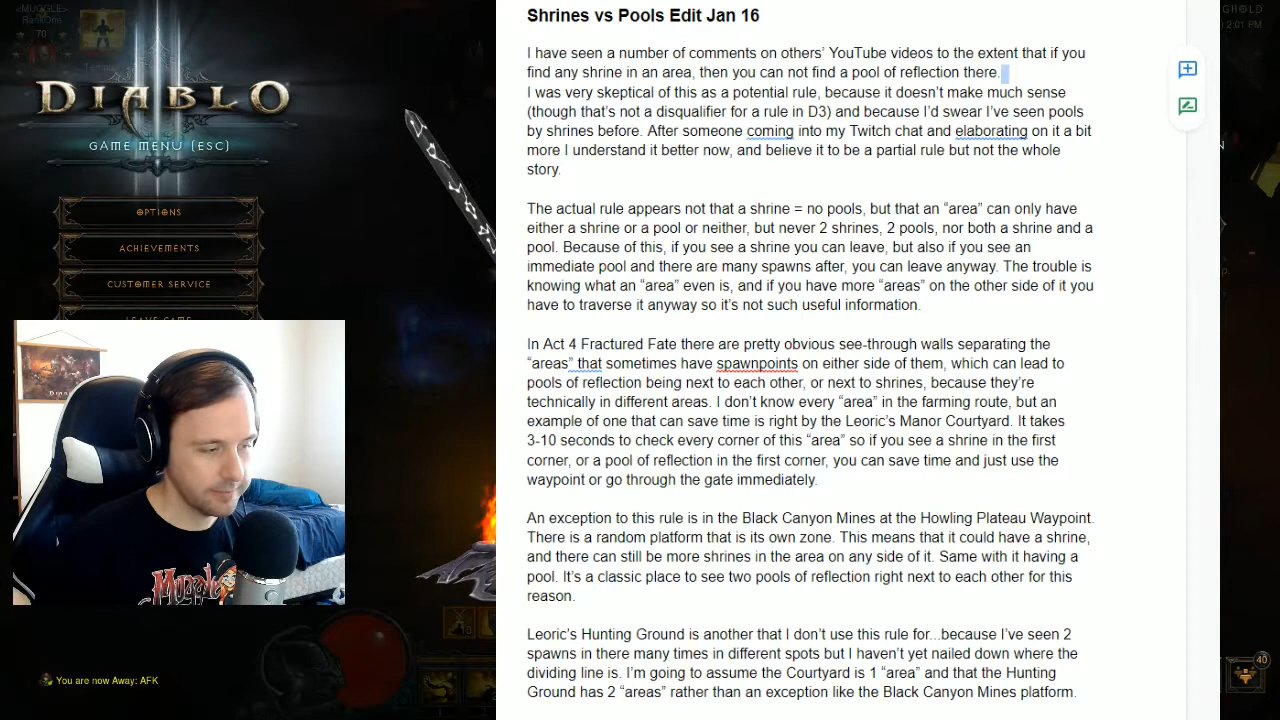 <MUGGLE>
RankOne
70
DIABLO
GAME MENU (ESC)
OPTIONS
ACHIEVEMENTS
CUSTOMER SERVICE
LEAVE GAME
You are now Away: AFK
Shrines vs Pools Edit Jan 16
I have seen a number of comments on others’ YouTube videos to the extent that if you
find any shrine in an area, then you can not find a pool of reflection there.
I was very skeptical of this as a potential rule, because it doesn’t make much sense
(though that’s not a disqualifier for a rule in D3) and because I’d swear I’ve seen pools
by shrines before. After someone coming into my Twitch chat and elaborating on it a bit
more I understand it better now, and believe it to be a partial rule but not the whole
story.
The actual rule appears not that a shrine = no pools, but that an “area” can only have
either a shrine or a pool or neither, but never 2 shrines, 2 pools, nor both a shrine and a
pool. Because of this, if you see a shrine you can leave, but also if you see an
immediate pool and there are many spawns after, you can leave anyway. The trouble is
knowing what an “area” even is, and if you have more “areas” on the other side of it you
have to traverse it anyway so it’s not such useful information.
In Act 4 Fractured Fate there are pretty obvious see-through walls separating the
“areas” that sometimes have spawnpoints on either side of them, which can lead to
pools of reflection being next to each other, or next to shrines, because they’re
technically in different areas. I don’t know every “area” in the farming route, but an
example of one that can save time is right by the Leoric’s Manor Courtyard. It takes
3-10 seconds to check every corner of this “area” so if you see a shrine in the first
corner, or a pool of reflection in the first corner, you can save time and just use the
waypoint or go through the gate immediately.
An exception to this rule is in the Black Canyon Mines at the Howling Plateau Waypoint.
There is a random platform that is its own zone. This means that it could have a shrine,
and there can still be more shrines in the area on any side of it. Same with it having a
pool. It’s a classic place to see two pools of reflection right next to each other for this
reason.
Leoric’s Hunting Ground is another that I don’t use this rule for...because I’ve seen 2
spawns in there many times in different spots but I haven’t yet nailed down where the
dividing line is. I’m going to assume the Courtyard is 1 “area” and that the Hunting
Ground has 2 “areas” rather than an exception like the Black Canyon Mines platform.
2:01 PM
40